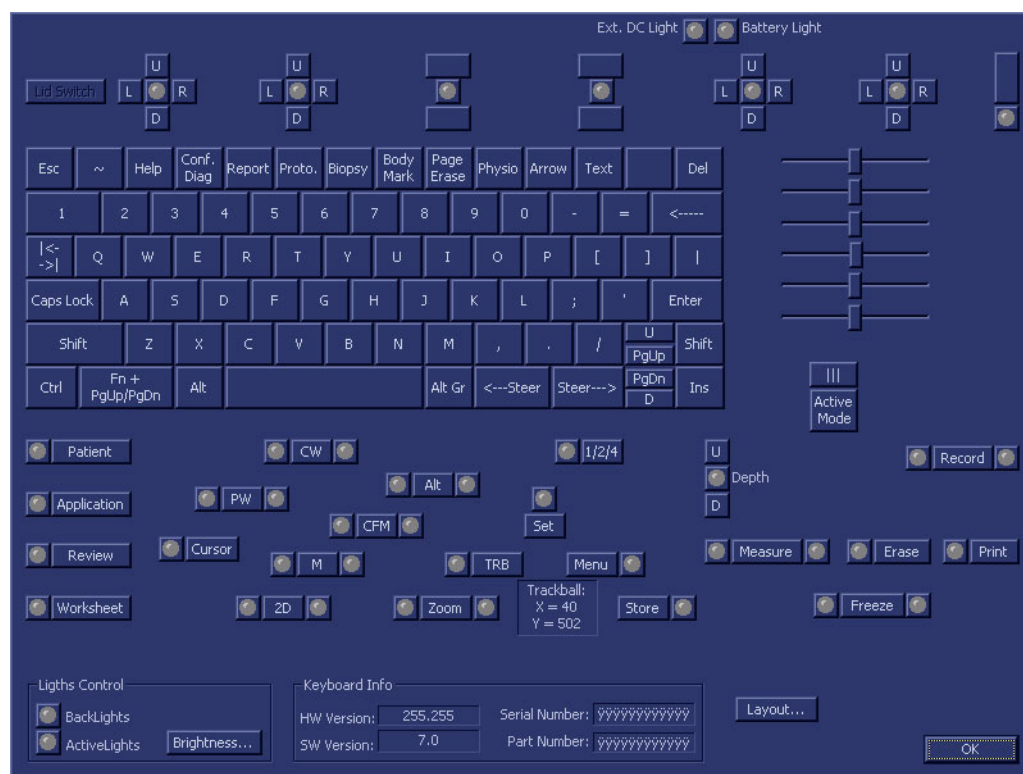 Ext. DC Light Battery Light
U U U U
Lid Switch L R L R L R L R
D D D D
Esc ~ Help Conf. Diag Report Proto. Biopsy Body Mark Page Erase Physio Arrow Text Del
1 2 3 4 5 6 7 8 9 0 - = <-----
|<- ->| Q W E R T Y U I O P [ ] |
Caps Lock A S D F G H J K L ; ' Enter
Shift Z X C V B N M , . / U PgUp Shift
Ctrl Fn + PgUp/PgDn Alt Alt Gr <---Steer Steer---> PgDn D Ins
|||
Active
Mode
Patient CW 1/2/4 U Record
Alt Depth
Application PW D
CFM Set
Review Cursor M TRB Menu Measure Erase Print
Worksheet 2D Zoom Trackball: Store Freeze
X = 40
Y = 502
Ligths Control Keyboard Info
BackLights HW Version: 255.255 Serial Number: ÿÿÿÿÿÿÿÿÿÿÿÿ Layout...
ActiveLights Brightness... SW Version: 7.0 Part Number: ÿÿÿÿÿÿÿÿÿÿÿÿ
OK